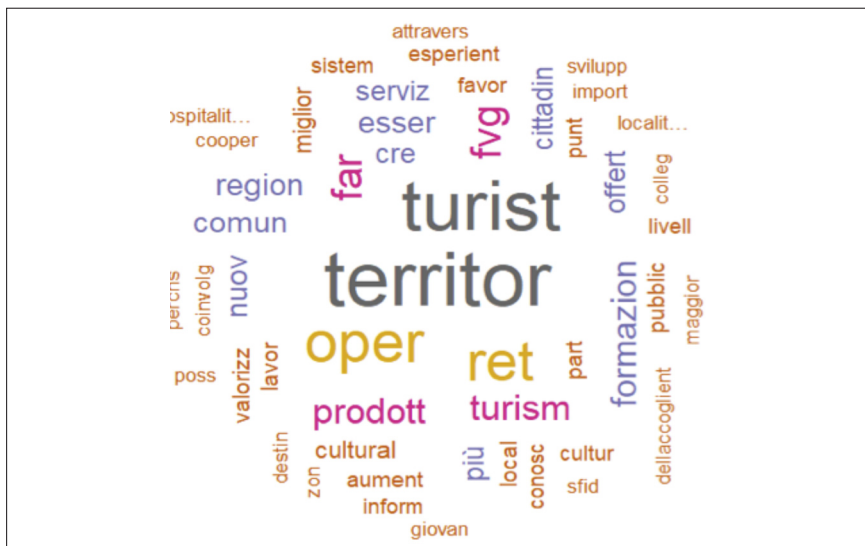 attravers
esperient
sistem
svilupp
serviz
favor
import
cittadin
fvg
miglior
ospitalit…
cooper
esser
punt
localit…
cre
offert
colleg
far
region
turist
livell
comun
nuov
coinvolg
territor
formazion
pubblic
maggior
oper
ret
part
poss
valorizz
lavor
prodott
turism
dellaccoglient
destin
zon
cultural
più
local
conosc
cultur
aument
sfid
inform
giovan